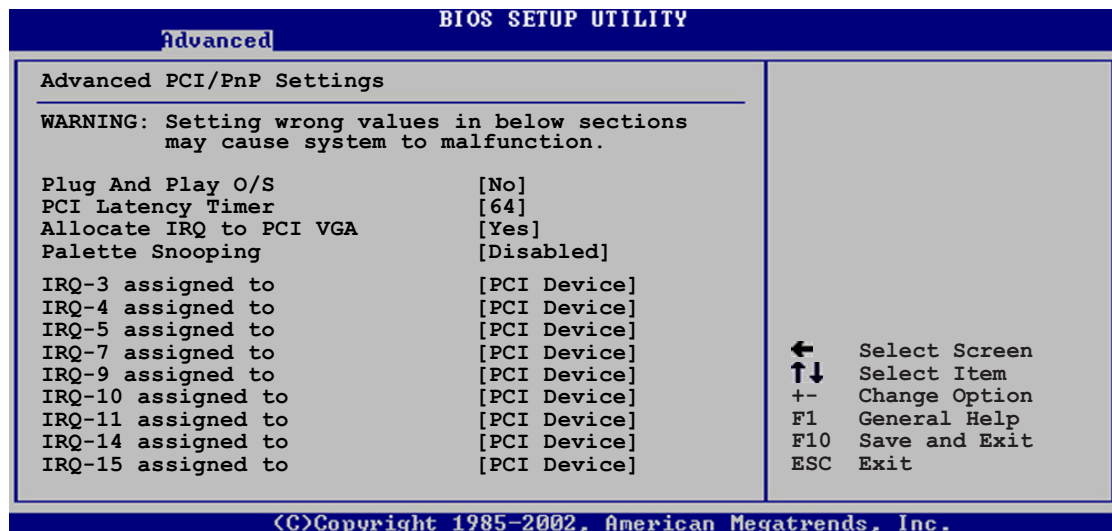 BIOS SETUP UTILITY
Advanced
Advanced PCI/PnP Settings
WARNING: Setting wrong values in below sections
may cause system to malfunction.
Plug And Play O/S [No]
PCI Latency Timer [64]
Allocate IRQ to PCI VGA [Yes]
Palette Snooping [Disabled]
IRQ-3 assigned to [PCI Device]
IRQ-4 assigned to [PCI Device]
IRQ-5 assigned to [PCI Device]
IRQ-7 assigned to [PCI Device]
IRQ-9 assigned to [PCI Device]
IRQ-10 assigned to [PCI Device]
IRQ-11 assigned to [PCI Device]
IRQ-14 assigned to [PCI Device]
IRQ-15 assigned to [PCI Device]
← Select Screen
↑↓ Select Item
+- Change Option
F1 General Help
F10 Save and Exit
ESC Exit
(C)Copyright 1985-2002, American Megatrends, Inc.